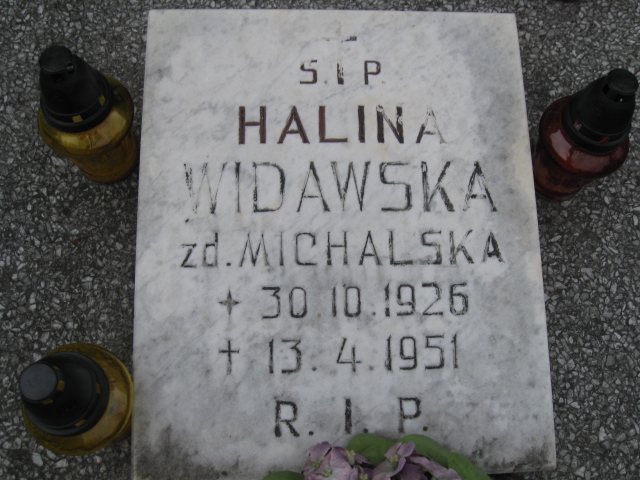 S.I P.
HALINA
WIDAWSKA
zd.MICHALSKA
+ 30 10.1926
† 13. 4.1951
R. I. P.